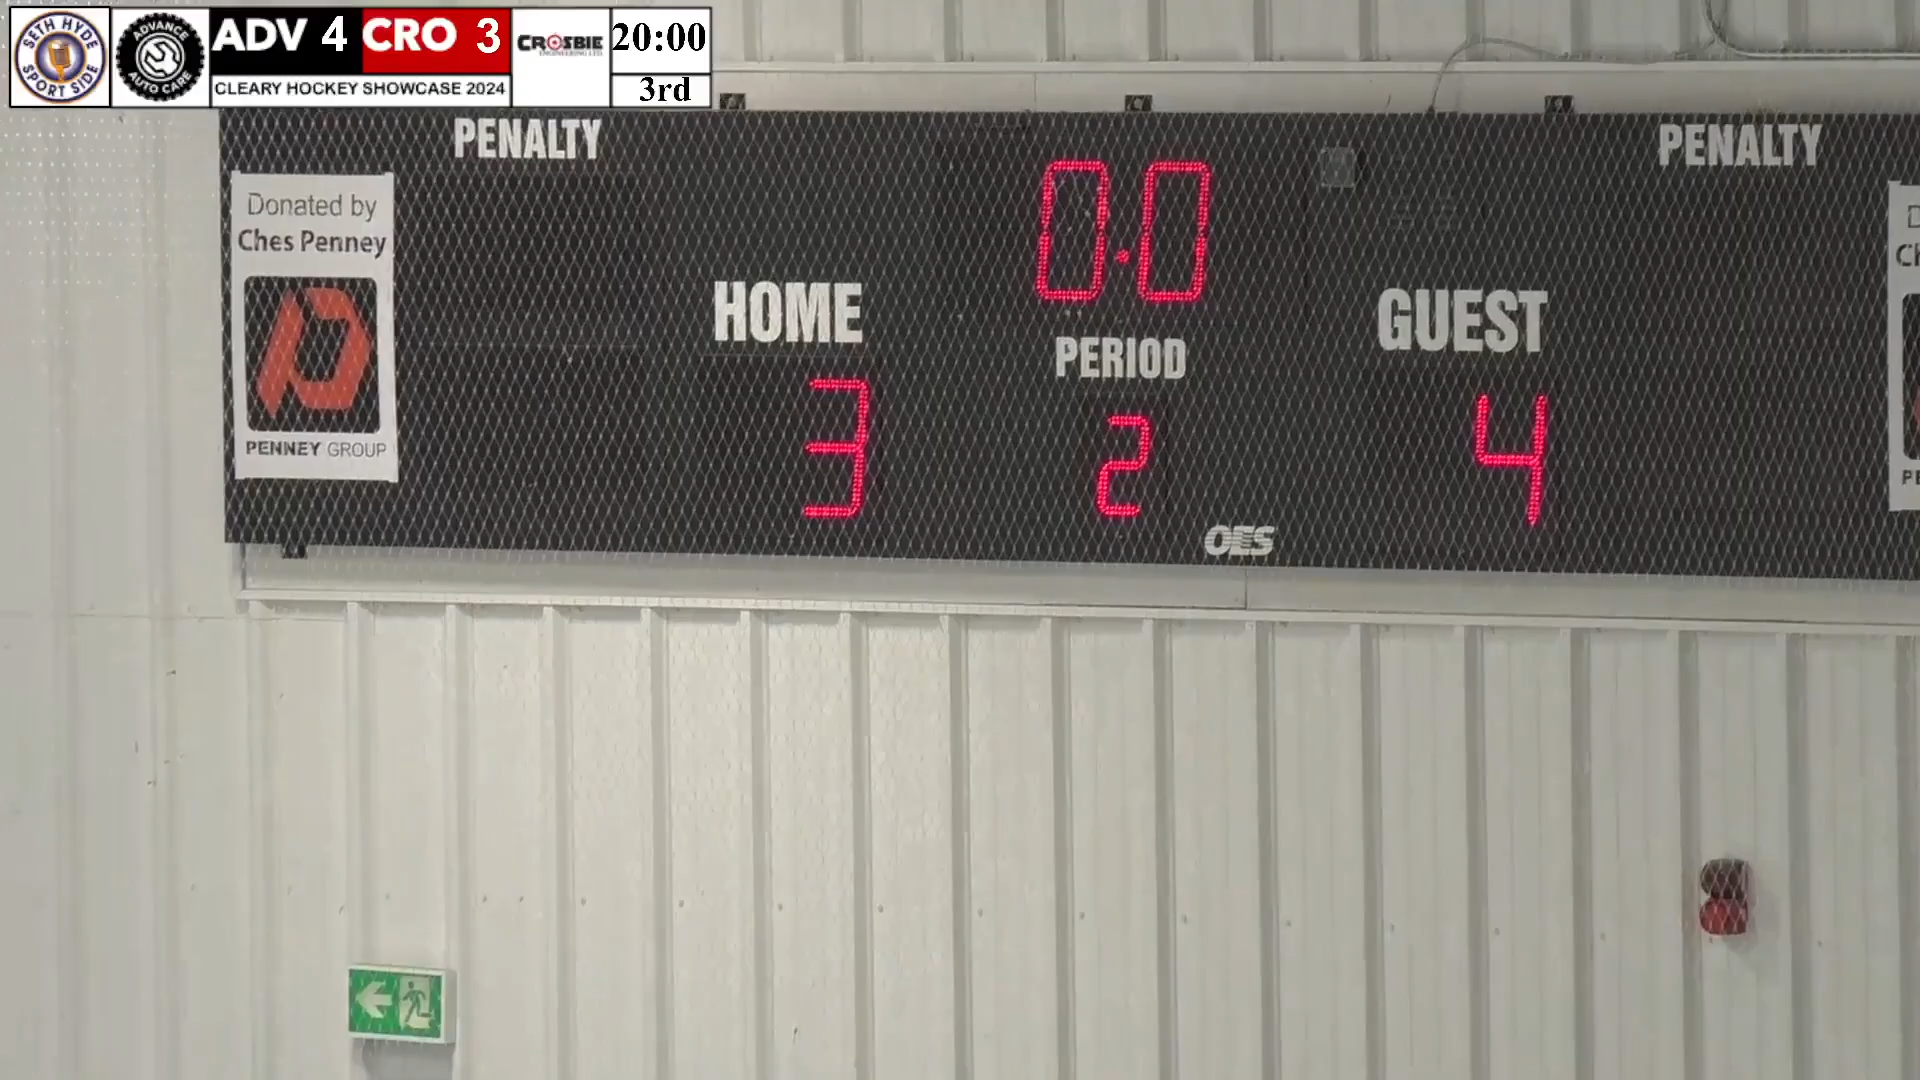 SETH HYDE
SPORT SIDE
ADVANCE
AUTO CARE
ADV 4 CRO 3
CROSBIE
20:00
CLEARY HOCKEY SHOWCASE 2024
3rd
PENALTY
PENALTY
Donated by
Ches Penney
PENNEY GROUP
0.0
HOME
GUEST
PERIOD
3
2
4
OES